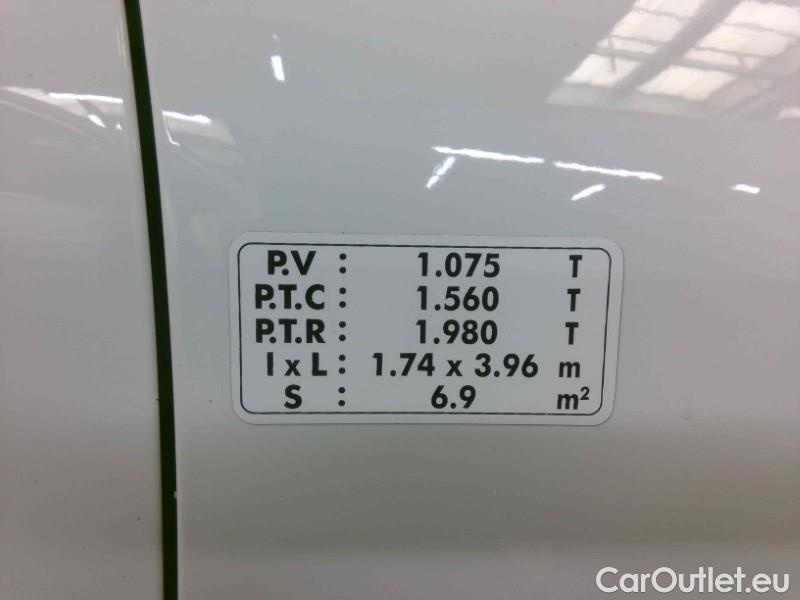 P.V : 1.075 T
P.T.C : 1.560 T
P.T.R : 1.980 T
l x L : 1.74 x 3.96 m
S : 6.9 m²
CarOutlet.eu